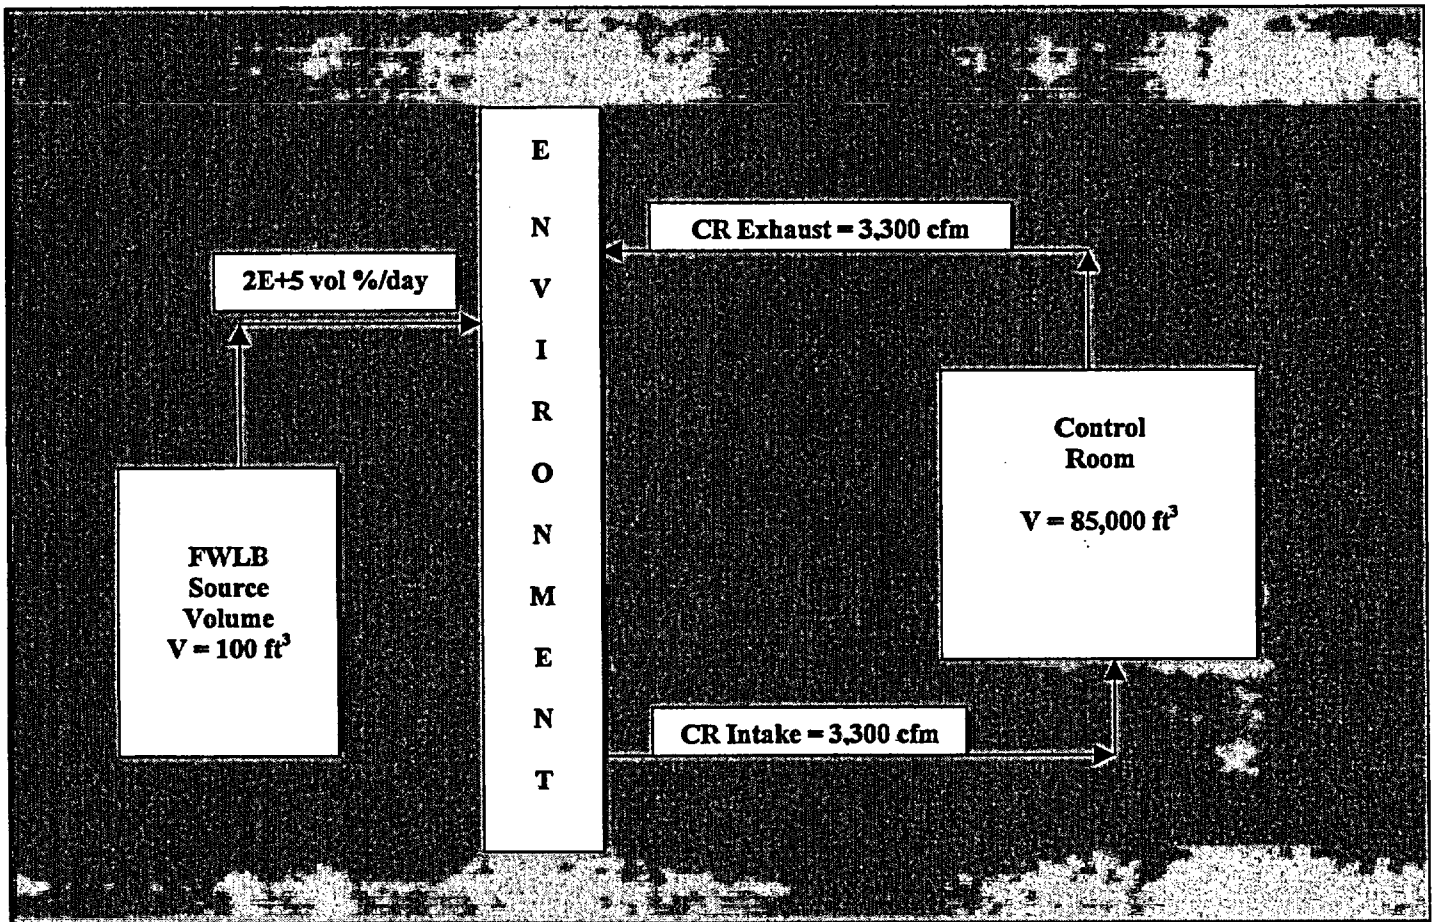 E
N
V
I
R
O
N
M
E
N
T
2E+5 vol %/day
FWLB
Source
Volume
V = 100 ft³
CR Exhaust = 3,300 cfm
Control
Room
V = 85,000 ft³
CR Intake = 3,300 cfm